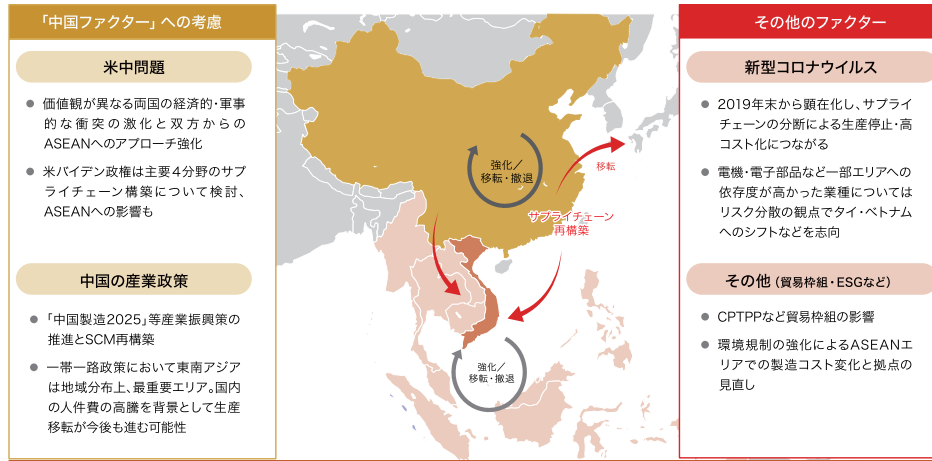 「中国ファクター」への考慮
米中問題
● 価値観が異なる両国の経済的・軍事
的な衝突の激化と双方からの
ASEANへのアプローチ強化
● 米バイデン政権は主要4分野のサプ
ライチェーン構築について検討、
ASEANへの影響も
中国の産業政策
● 「中国製造2025」等産業振興策の
推進とSCM再構築
● 一帯一路政策において東南アジア
は地域分布上、最重要エリア。国内
の人件費の高騰を背景として生産
移転が今後も進む可能性
強化／
移転・撤退
移転
サプライチェーン
再構築
強化／
移転・撤退
その他のファクター
新型コロナウイルス
● 2019年末から顕在化し、サプライ
チェーンの分断による生産停止・高
コスト化につながる
● 電機・電子部品など一部エリアへの
依存度が高かった業種については
リスク分散の観点でタイ・ベトナム
へのシフトなどを志向
その他（貿易枠組・ESGなど）
● CPTPPなど貿易枠組の影響
● 環境規制の強化によるASEANエ
リアでの製造コスト変化と拠点の
見直し